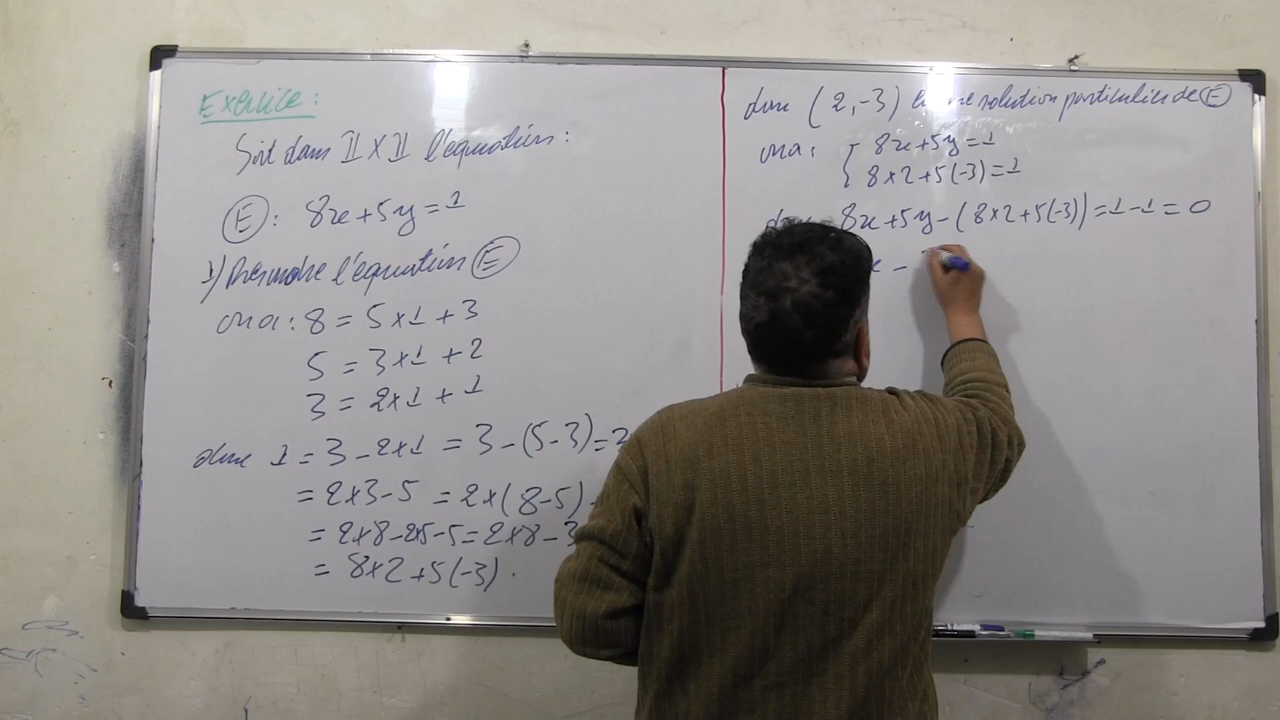 Exercice :
Soit dans ℤ × ℤ l'équation :
(E) : 8x + 5y = 1
1) Résoudre l'équation (E)
on a : 8 = 5×1 + 3
5 = 3×1 + 2
3 = 2×1 + 1
donc 1 = 3 - 2×1 = 3 - (5-3) =
= 2×3 - 5 = 2×(8-5)
= 2×8 - 2×5 - 5 = 2×8 - 3
= 8×2 + 5(-3) .
donc (2, -3) est une solution particulière de (E)
on a : { 8x + 5y = 1
8×2 + 5(-3) = 1
8x + 5y - (8×2 + 5(-3)) = 1 - 1 = 0
x -